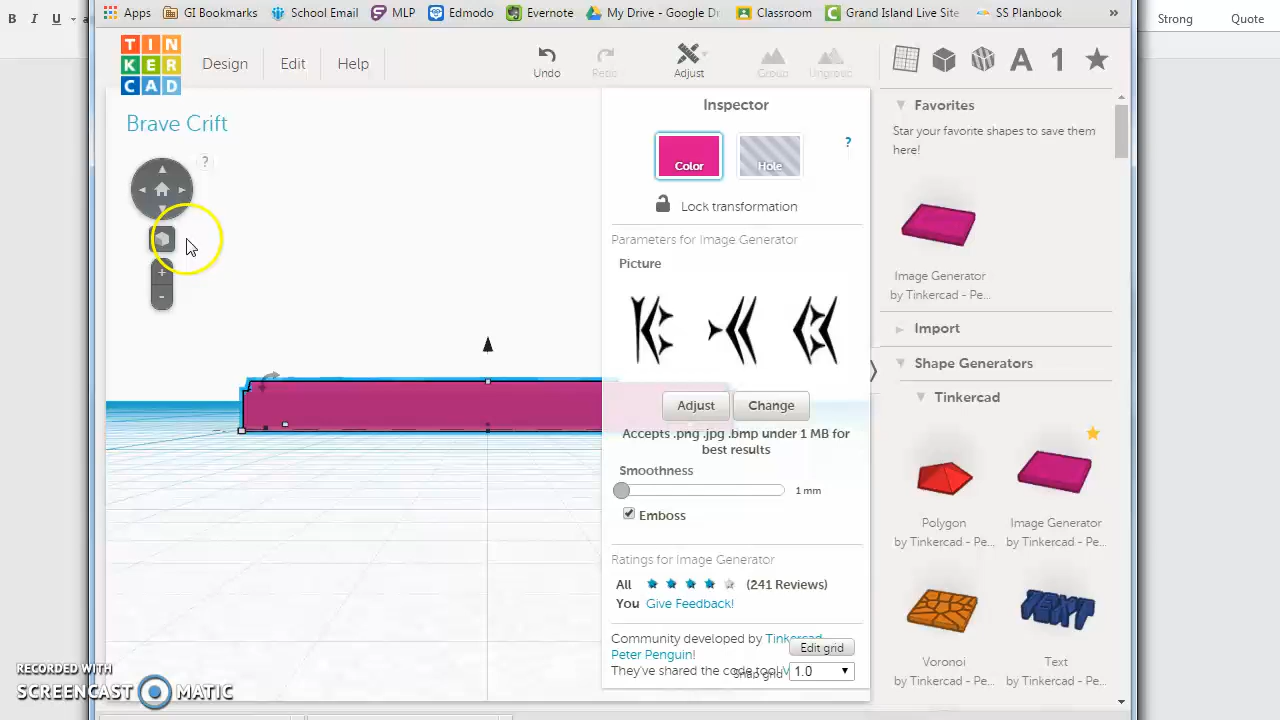 B I U
Strong Quote
Apps GI Bookmarks School Email MLP Edmodo Evernote My Drive - Google D Classroom Grand Island Live Site SS Planbook »
TIN
KER
CAD
Design Edit Help
Undo Redo Adjust Group Ungroup
A 1
Brave Crift
?
+
-
Inspector
Color Hole ?
Lock transformation
Parameters for Image Generator
Picture
Adjust Change
Accepts .png .jpg .bmp under 1 MB for
best results
Smoothness
1 mm
Emboss
Ratings for Image Generator
All (241 Reviews)
You Give Feedback!
Community developed by Tinkercad
Peter Penguin!
They've shared the code too!
Edit grid
Snap grid 1.0
Favorites
Star your favorite shapes to save them
here!
Image Generator
by Tinkercad - Pe...
Import
Shape Generators
Tinkercad
Polygon
by Tinkercad - Pe...
Image Generator
by Tinkercad - Pe...
Voronoi
by Tinkercad - Pe...
Text
by Tinkercad - Pe...
TEXT
RECORDED WITH
SCREENCAST MATIC